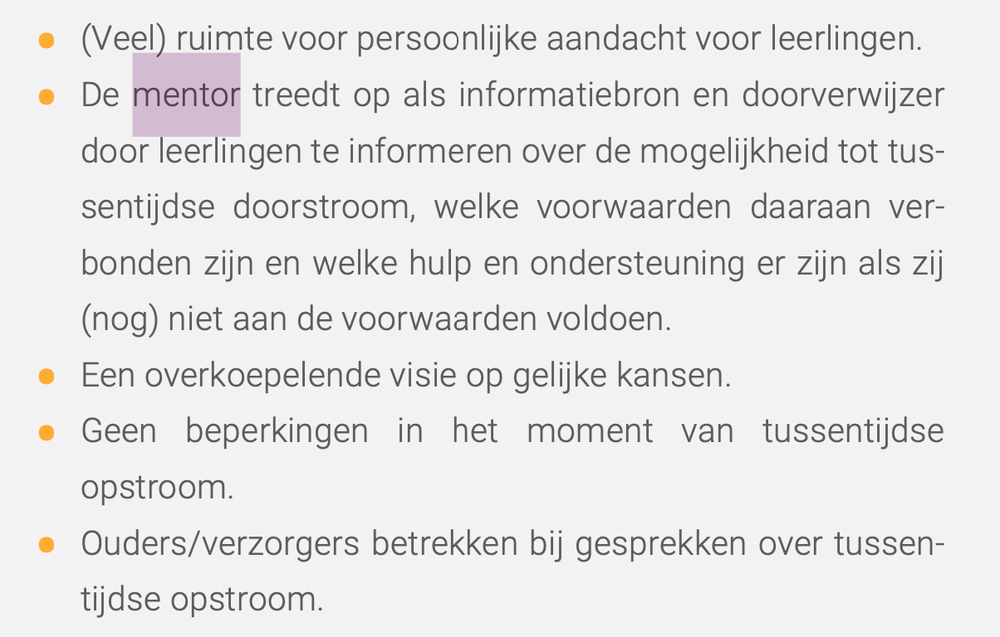 • (Veel) ruimte voor persoonlijke aandacht voor leerlingen.
• De mentor treedt op als informatiebron en doorverwijzer
door leerlingen te informeren over de mogelijkheid tot tus-
sentijdse doorstroom, welke voorwaarden daaraan ver-
bonden zijn en welke hulp en ondersteuning er zijn als zij
(nog) niet aan de voorwaarden voldoen.
• Een overkoepelende visie op gelijke kansen.
• Geen beperkingen in het moment van tussentijdse
opstroom.
• Ouders/verzorgers betrekken bij gesprekken over tussen-
tijdse opstroom.